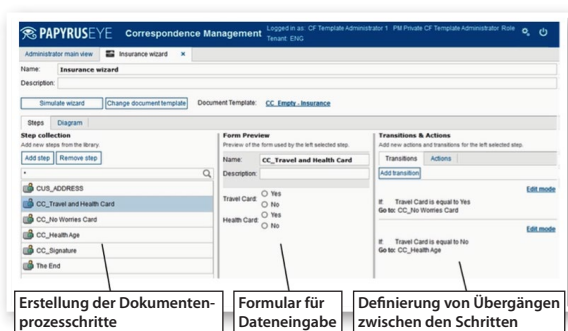 PAPYRUSEYE Correspondence Management
Logged in as: CF Template Administrator 1 PM Private CF Template Administrator Role
Tenant: ENG
Administrator main view
Insurance wizard ×
Name: Insurance wizard
Description:
Simulate wizard Change document template Document Template: CC_Empty_Insurance
Steps Diagram
Step collection
Add new steps from the library.
Add step Remove step
*
CUS_ADDRESS
CC_Travel and Health Card
CC_No Worries Card
CC_Health Age
CC_Signature
The End
Form Preview
Preview of the form used by the left selected step.
Name: CC_Travel and Health Card
Description:
Travel Card:
Yes
No
Health Card:
Yes
No
Transitions & Actions
Add new actions and transitions for the left selected step.
Transitions Actions
Add transition
Edit mode
If: Travel Card is equal to Yes
Go to: CC_No Worries Card
Edit mode
If: Travel Card is equal to No
Go to: CC_Health Age
Erstellung der Dokumenten-
prozessschritte
Formular für
Dateneingabe
Definierung von Übergängen
zwischen den Schritten